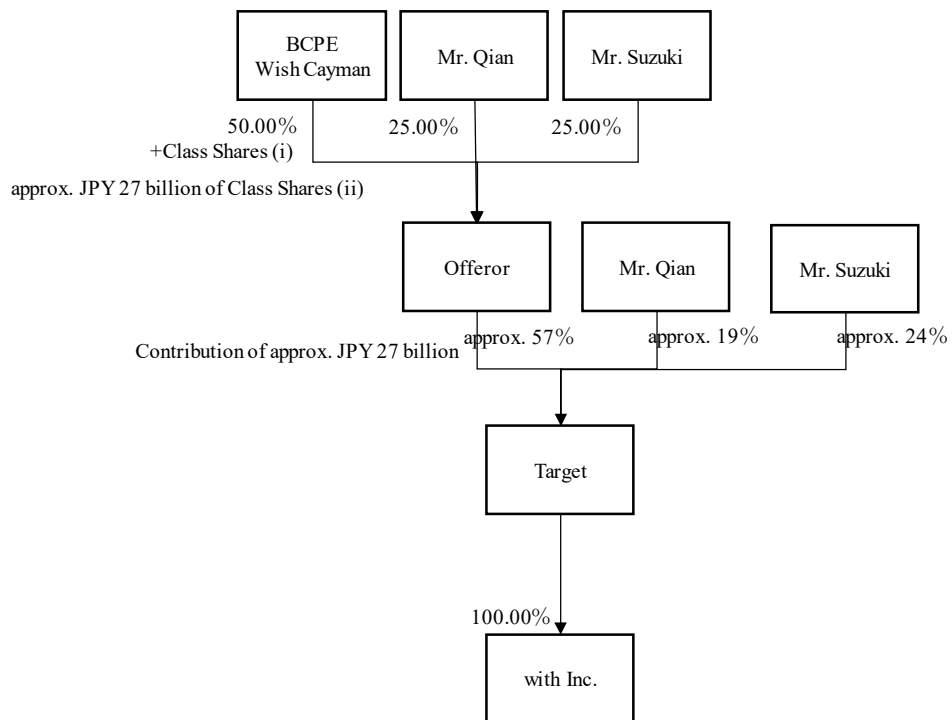 BCPE
Wish Cayman
Mr. Qian
Mr. Suzuki
50.00%
+Class Shares (i)
25.00%
25.00%
approx. JPY 27 billion of Class Shares (ii)
Offeror
Mr. Qian
Mr. Suzuki
Contribution of approx. JPY 27 billion
approx. 57%
approx. 19%
approx. 24%
Target
100.00%
with Inc.